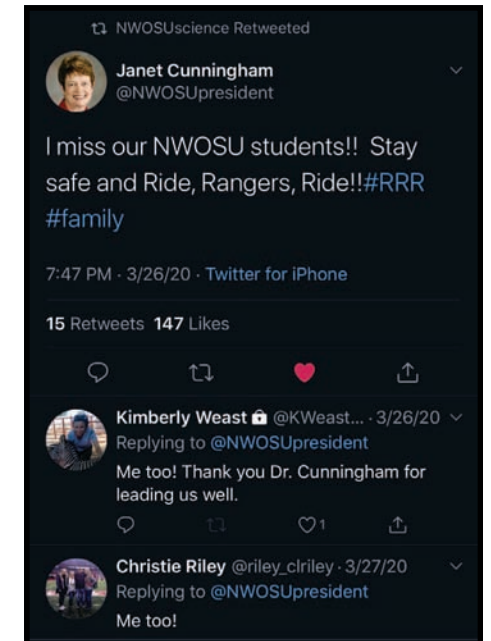 NWOSUscience Retweeted
Janet Cunningham
@NWOSUpresident
I miss our NWOSU students!! Stay
safe and Ride, Rangers, Ride!!#RRR
#family
7:47 PM · 3/26/20 · Twitter for iPhone
15 Retweets 147 Likes
Kimberly Weast @KWeast... · 3/26/20
Replying to @NWOSUpresident
Me too! Thank you Dr. Cunningham for
leading us well.
1
Christie Riley @riley_clriley · 3/27/20
Replying to @NWOSUpresident
Me too!